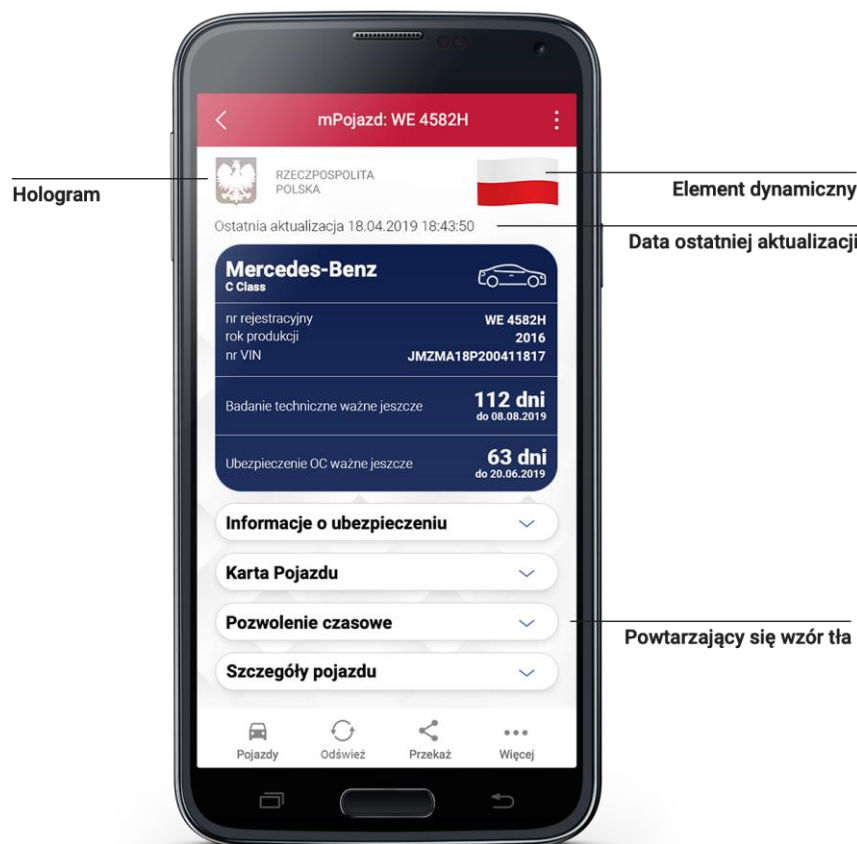 mPojazd: WE 4582H
RZECZPOSPOLITA
POLSKA
Hologram
Element dynamiczny
Ostatnia aktualizacja 18.04.2019 18:43:50
Data ostatniej aktualizacji
Mercedes-Benz
C Class
nr rejestracyjny WE 4582H
rok produkcji 2016
nr VIN JMZMA18P200411817
Badanie techniczne ważne jeszcze 112 dni
do 08.08.2019
Ubezpieczenie OC ważne jeszcze 63 dni
do 20.06.2019
Informacje o ubezpieczeniu
Karta Pojazdu
Pozwolenie czasowe
Powtarzający się wzór tła
Szczegóły pojazdu
Pojazdy Odśwież Przekaż Więcej